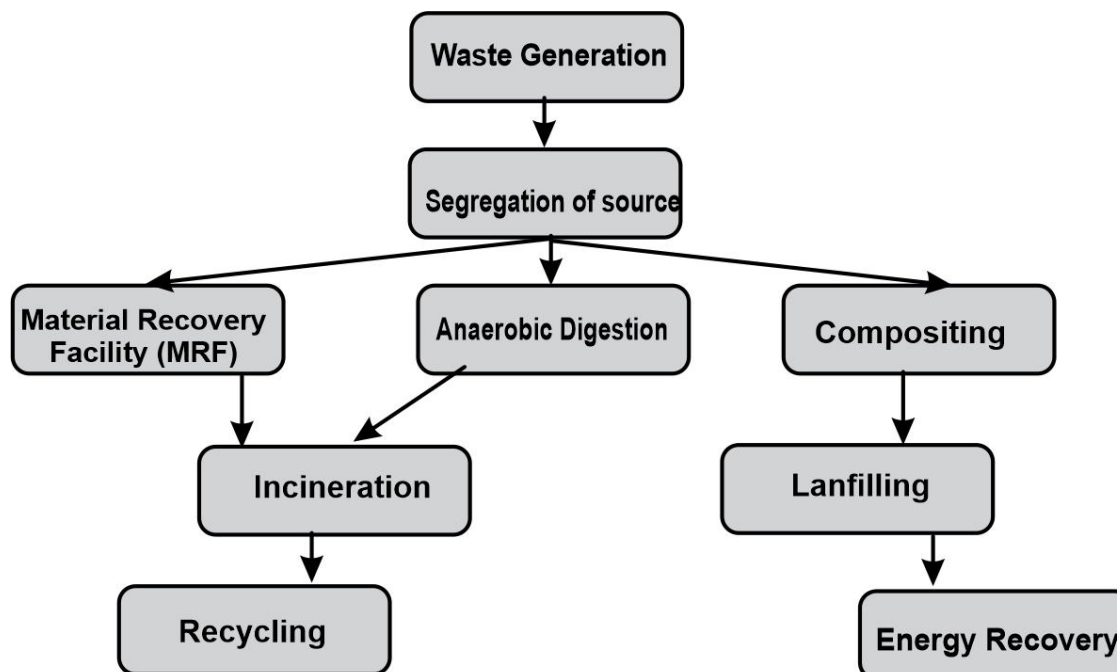 Waste Generation
Segregation of source
Material Recovery
Facility (MRF)
Anaerobic Digestion
Compositing
Incineration
Lanfilling
Recycling
Energy Recovery